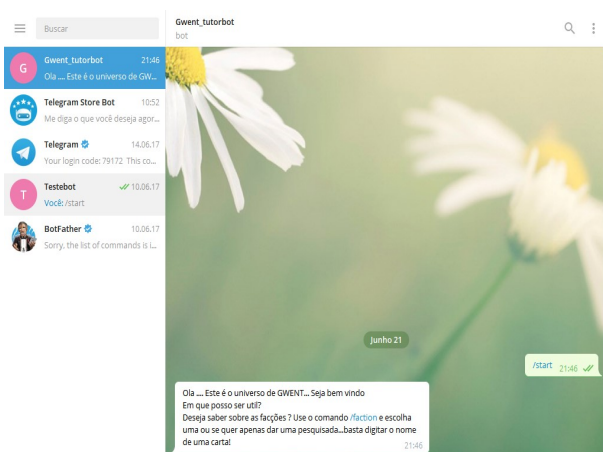 Buscar
Gwent_tutorbot
bot
Gwent_tutorbot 21:46
Ola .... Este é o universo de GW...
Telegram Store Bot 10:52
Me diga o que você deseja agor...
Telegram 14.06.17
Your login code: 79172 This co...
Testebot 10.06.17
Você: /start
BotFather 10.06.17
Sorry, the list of commands is i...
G
T
Junho 21
/start 21:46
Ola .... Este é o universo de GWENT... Seja bem vindo
Em que posso ser util?
Deseja saber sobre as facções ? Use o comando /faction e escolha
uma ou se quer apenas dar uma pesquisada...basta digitar o nome
de uma carta!
21:46